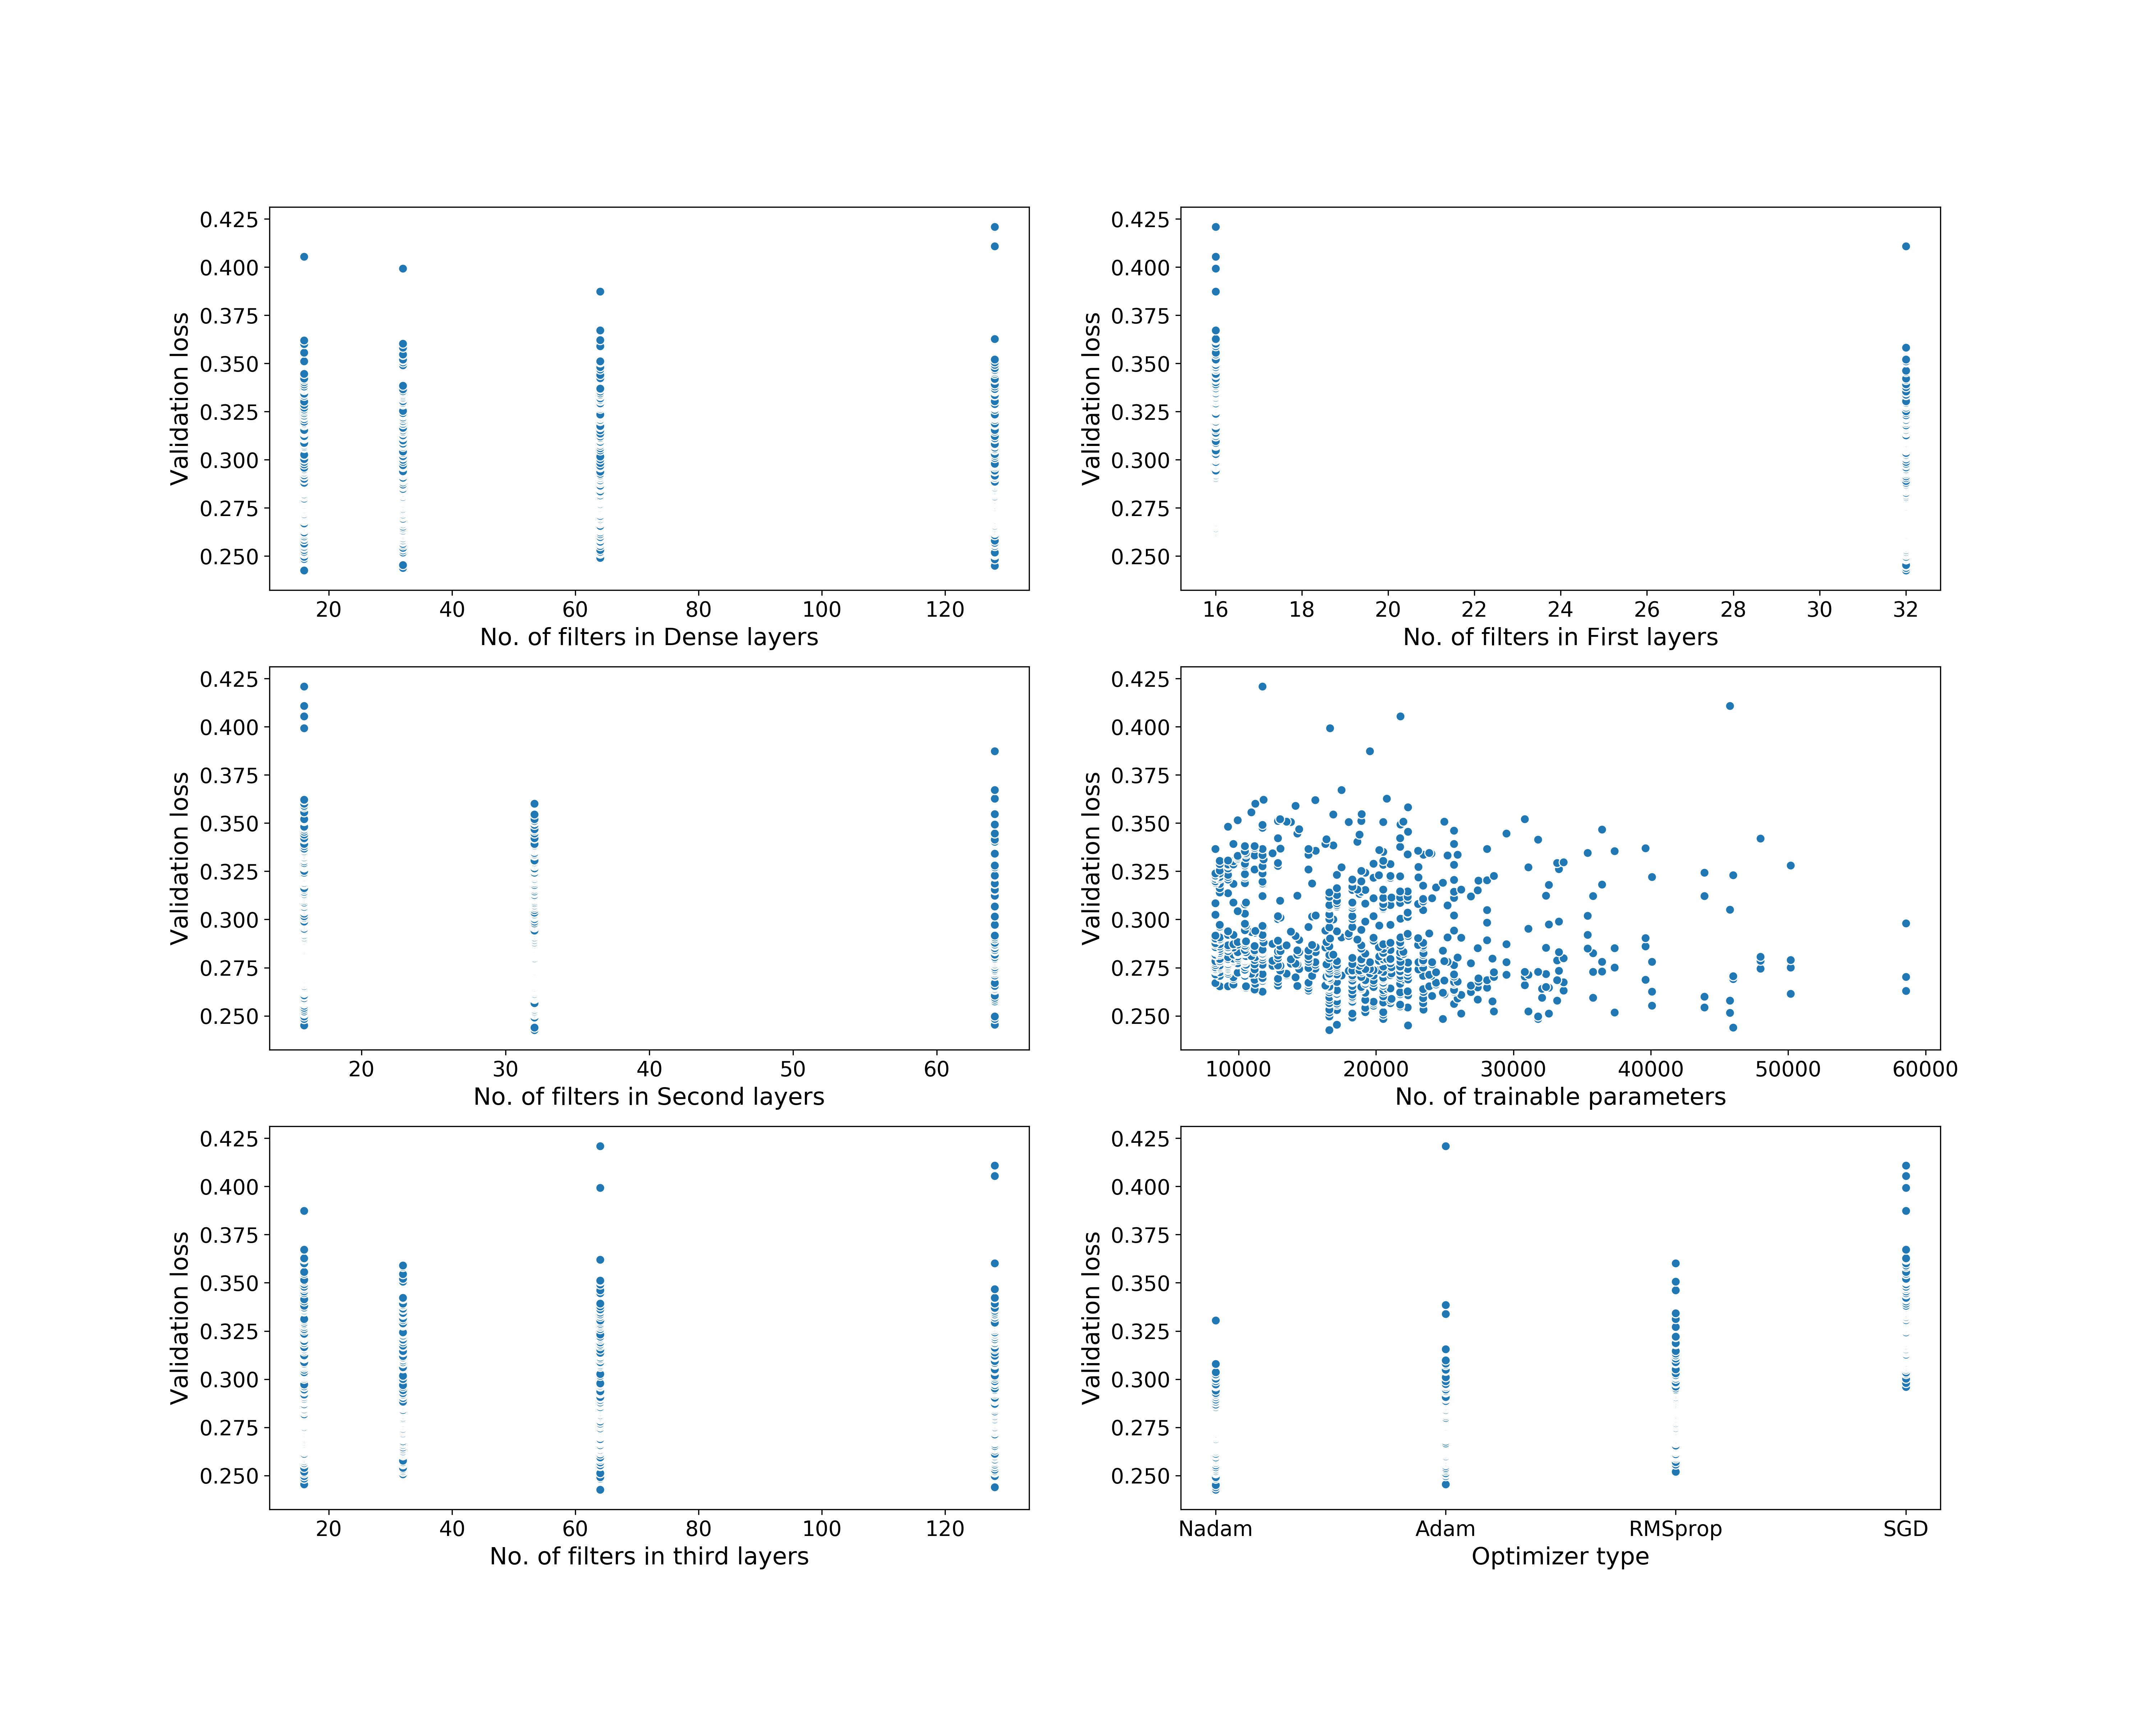 0.425
0.400
0.375
0.350
0.325
0.300
0.275
0.250
Validation loss
20 40 60 80 100 120
No. of filters in Dense layers
0.425
0.400
0.375
0.350
0.325
0.300
0.275
0.250
Validation loss
16 18 20 22 24 26 28 30 32
No. of filters in First layers
0.425
0.400
0.375
0.350
0.325
0.300
0.275
0.250
Validation loss
20 30 40 50 60
No. of filters in Second layers
0.425
0.400
0.375
0.350
0.325
0.300
0.275
0.250
Validation loss
10000 20000 30000 40000 50000 60000
No. of trainable parameters
0.425
0.400
0.375
0.350
0.325
0.300
0.275
0.250
Validation loss
20 40 60 80 100 120
No. of filters in third layers
0.425
0.400
0.375
0.350
0.325
0.300
0.275
0.250
Validation loss
Nadam Adam RMSprop SGD
Optimizer type